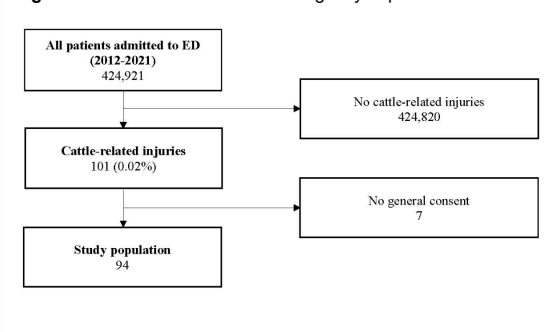 All patients admitted to ED
(2012-2021)
424,921
No cattle-related injuries
424,820
Cattle-related injuries
101 (0.02%)
No general consent
7
Study population
94